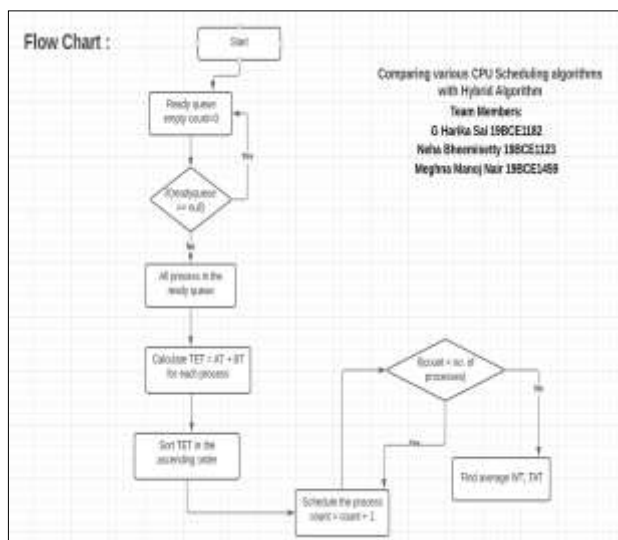 Flow Chart :
Start
Comparing various CPU Scheduling algorithms
with Hybrid Algorithm
Team Members:
G Harika Sai 19BCE1182
Neha Bheemisetty 19BCE1123
Meghna Manoj Nair 19BCE1459
Ready queue
empty count=0
Yes
if(readyqueue
== null)
No
All process in the
ready queue
Calculate TET = AT + BT
for each process
Sort TET in the
ascending order
Schedule the process
count = count + 1
if(count < no. of
processes)
Yes
No
Find average WT, TAT